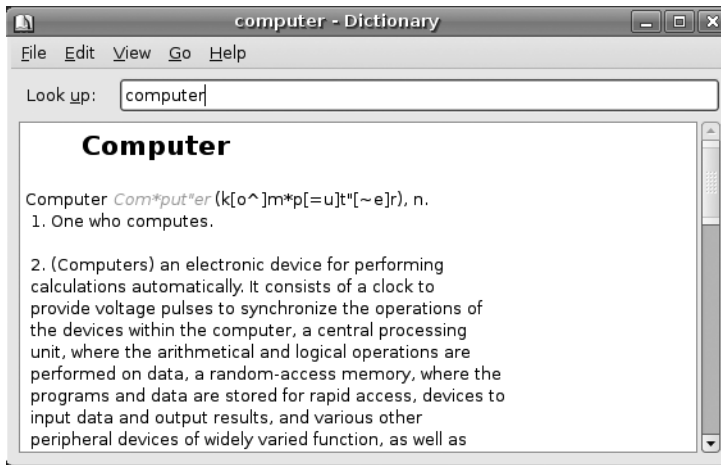 computer - Dictionary
File Edit View Go Help
Look up: computer
Computer
Computer Com*put"er (k[o^]m*p[=u]t"[~e]r), n.
1. One who computes.
2. (Computers) an electronic device for performing
calculations automatically. It consists of a clock to
provide voltage pulses to synchronize the operations of
the devices within the computer, a central processing
unit, where the arithmetical and logical operations are
performed on data, a random-access memory, where the
programs and data are stored for rapid access, devices to
input data and output results, and various other
peripheral devices of widely varied function, as well as